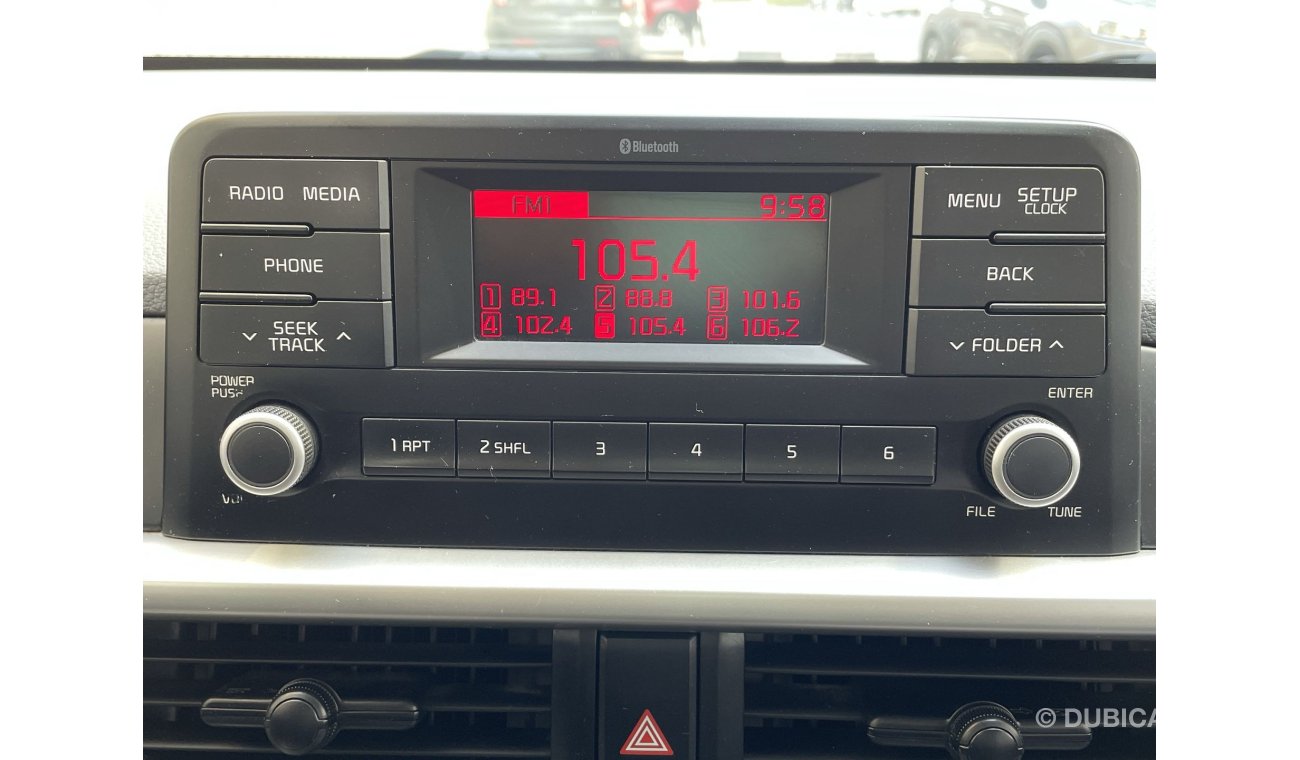 Bluetooth
RADIO MEDIA
PHONE
SEEK
TRACK
FM1 9:58
105.4
1 89.1 2 88.8 3 101.6
4 102.4 5 105.4 6 106.2
MENU SETUP
CLOCK
BACK
FOLDER
POWER
PUSH
ENTER
1 RPT 2 SHFL 3 4 5 6
FILE TUNE
© DUBICA